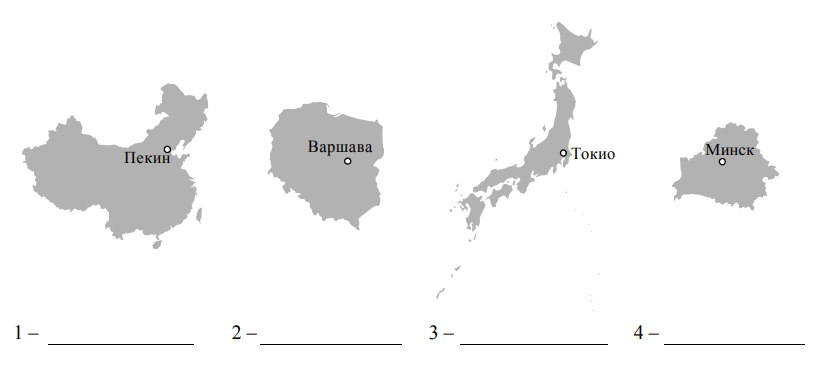 Пекин
Варшава
Токио
Минск
1 – 
2 – 
3 – 
4 –